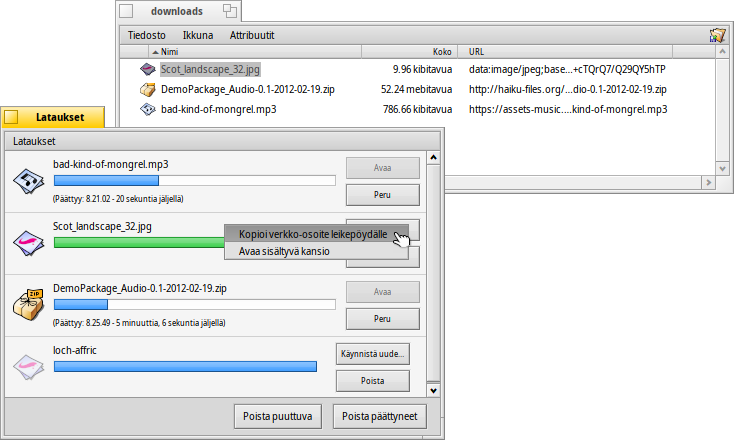 downloads
Tiedosto Ikkuna Attribuutit
Nimi Koko URL
Scot_landscape_32.jpg 9.96 kibitavua data:image/jpeg;base...+cTQrQ7/Q29QY5hTP
DemoPackage_Audio-0.1-2012-02-19.zip 52.24 mebitavua http://haiku-files.org/...dio-0.1-2012-02-19.zip
bad-kind-of-mongrel.mp3 786.66 kibitavua https://assets-music....kind-of-mongrel.mp3
Lataukset
Lataukset
bad-kind-of-mongrel.mp3
Avaa
Peru
(Päättyy: 8.21.02 - 20 sekuntia jäljellä)
Scot_landscape_32.jpg
Kopioi verkko-osoite leikepöydälle
Avaa sisältyvä kansio
DemoPackage_Audio-0.1-2012-02-19.zip
Avaa
Peru
(Päättyy: 8.25.49 - 5 minuuttia, 6 sekuntia jäljellä)
ZIP
loch-affric
Käynnistä uude...
Poista
Poista puuttuva Poista päättyneet